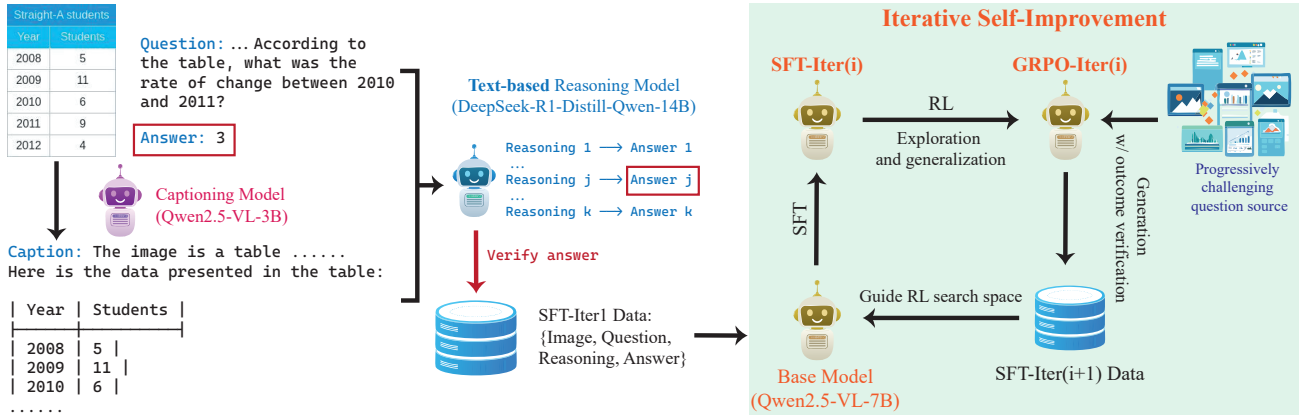 Straight-A students
Year Students
2008 5
2009 11
2010 6
2011 9
2012 4
Question: ... According to
the table, what was the
rate of change between 2010
and 2011?
Answer: 3
Captioning Model
(Qwen2.5-VL-3B)
Caption: The image is a table ......
Here is the data presented in the table:
| Year | Students |
|------|----------|
| 2008 | 5 |
| 2009 | 11 |
| 2010 | 6 |
......
Text-based Reasoning Model
(DeepSeek-R1-Distill-Qwen-14B)
Reasoning 1 → Answer 1
...
Reasoning j → Answer j
...
Reasoning k → Answer k
Verify answer
SFT-Iter1 Data:
{Image, Question,
Reasoning, Answer}
Iterative Self-Improvement
SFT-Iter(i)
GRPO-Iter(i)
RL
Exploration
and generalization
Progressively
challenging
question source
SFT
Generation
w/ outcome verification
Guide RL search space
Base Model
(Qwen2.5-VL-7B)
SFT-Iter(i+1) Data